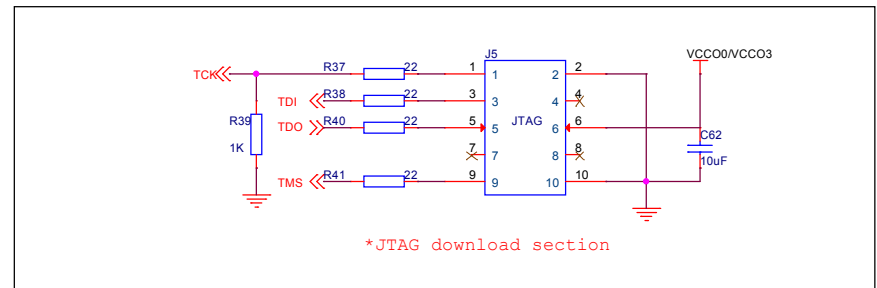 J5
VCCO0/VCCO3
TCK R37 22 1 1 2 2
TDI R38 22 3 3 4 4
R39 TDO R40 22 5 5 JTAG 6 6 C62
1K 7 7 8 8 10uF
TMS R41 22 9 9 10 10
*JTAG download section